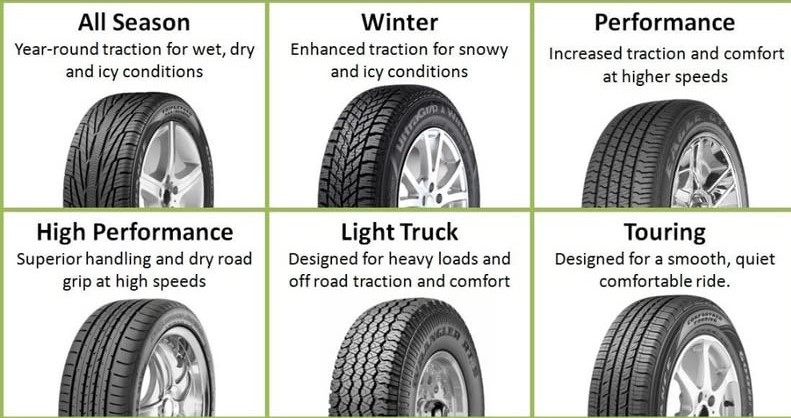 All Season
Year-round traction for wet, dry
and icy conditions
Winter
Enhanced traction for snowy
and icy conditions
Performance
Increased traction and comfort
at higher speeds
High Performance
Superior handling and dry road
grip at high speeds
Light Truck
Designed for heavy loads and
off road traction and comfort
Touring
Designed for a smooth, quiet
comfortable ride.